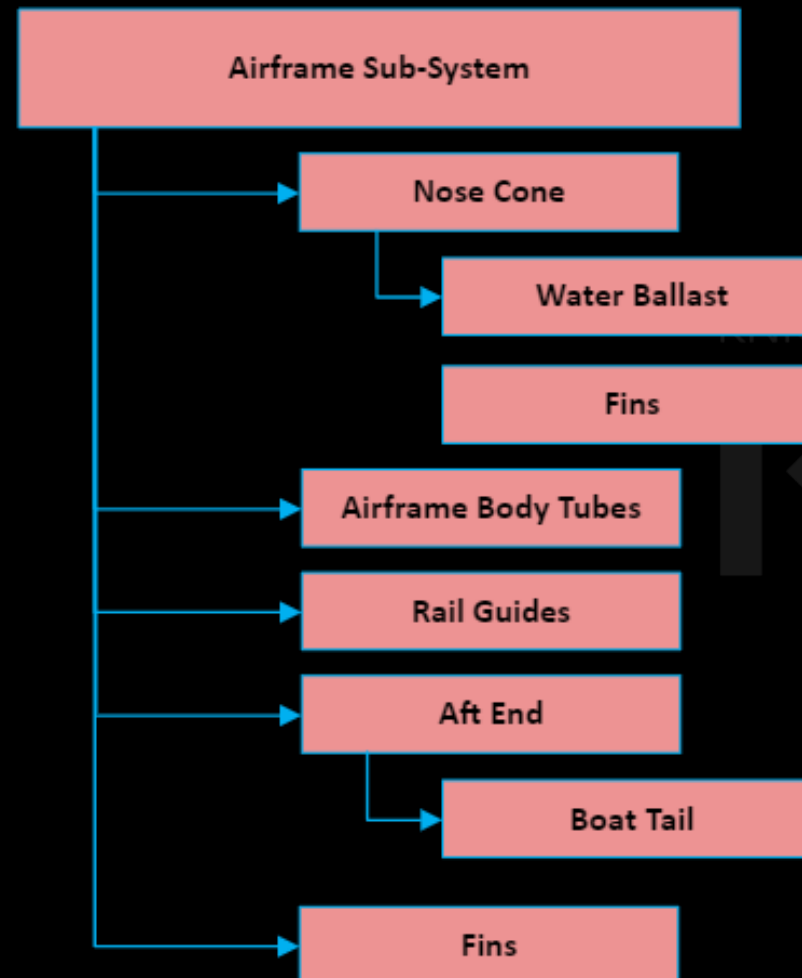 Airframe Sub-System
Nose Cone
Water Ballast
Fins
Airframe Body Tubes
Rail Guides
Aft End
Boat Tail
Fins